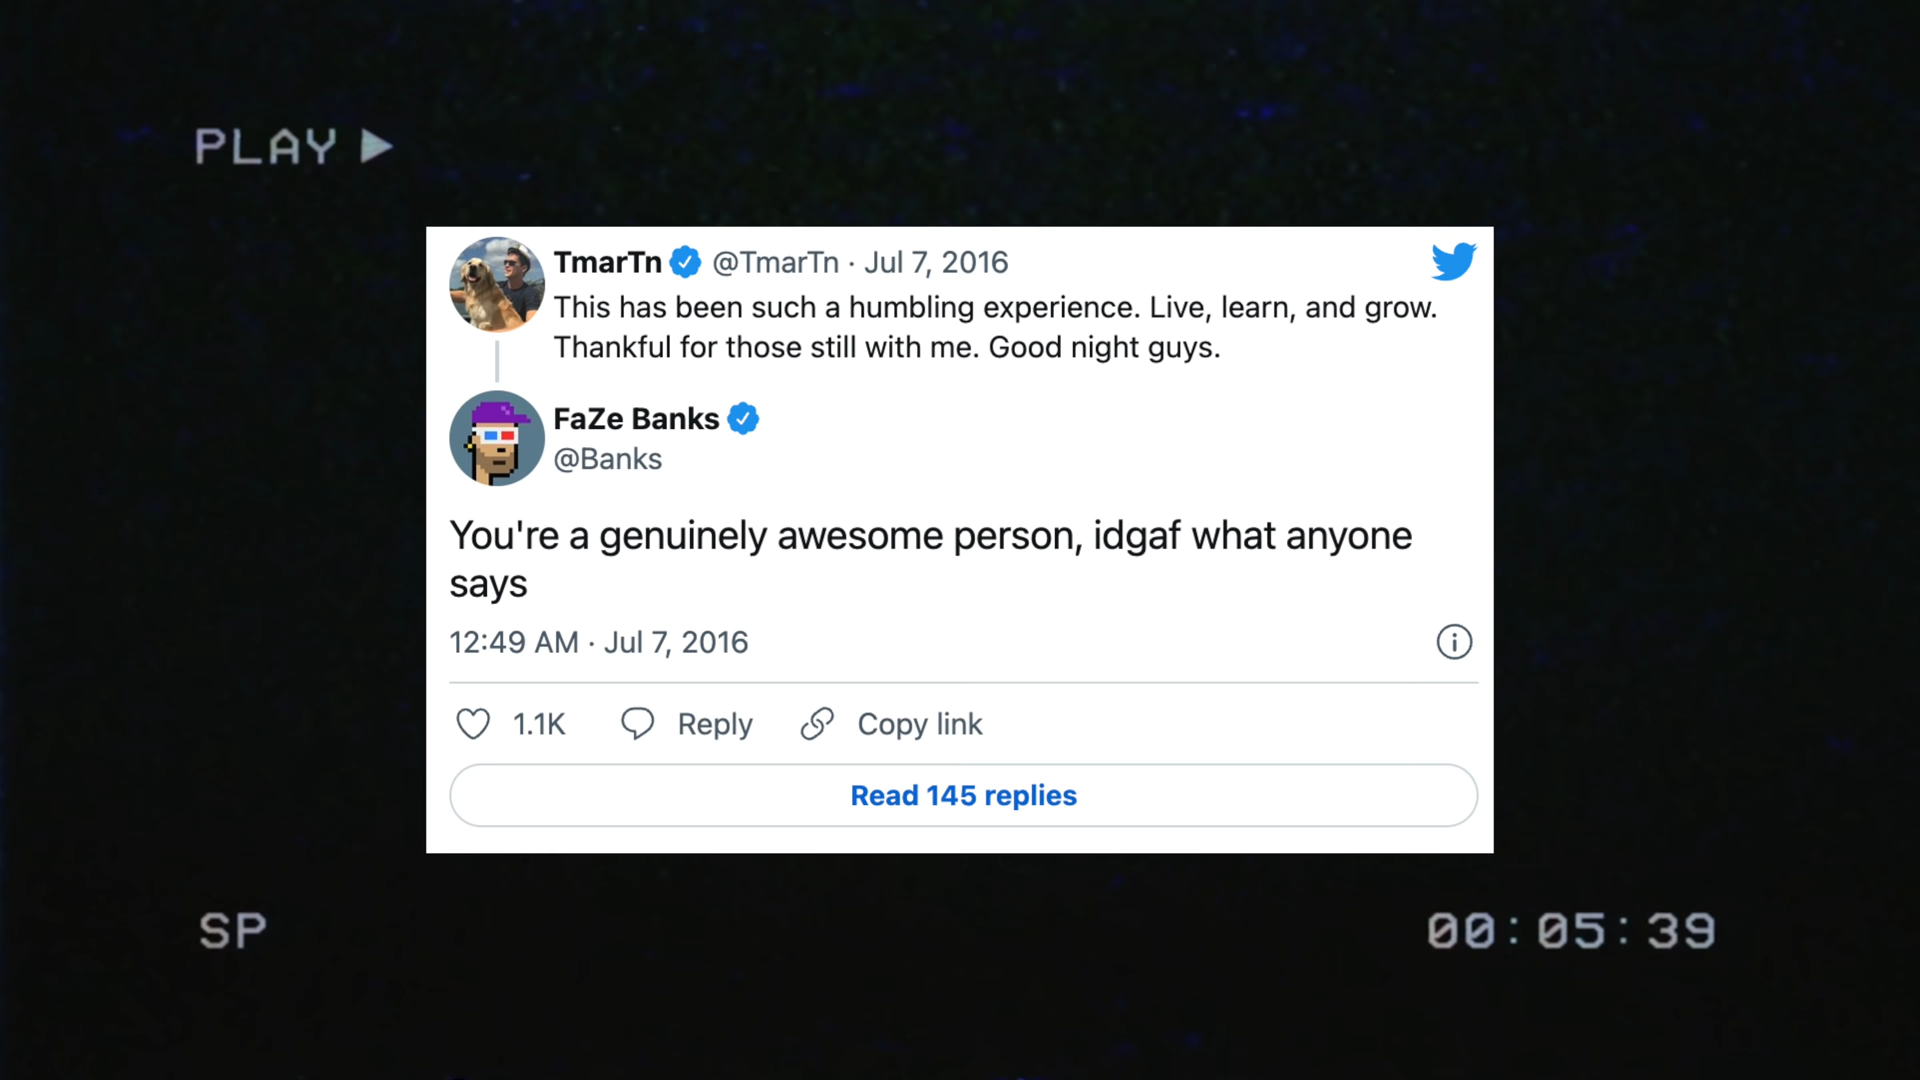 PLAY
TmarTn @TmarTn · Jul 7, 2016
This has been such a humbling experience. Live, learn, and grow.
Thankful for those still with me. Good night guys.
FaZe Banks
@Banks
You're a genuinely awesome person, idgaf what anyone
says
12:49 AM · Jul 7, 2016
1.1K Reply Copy link
Read 145 replies
SP 00:05:39